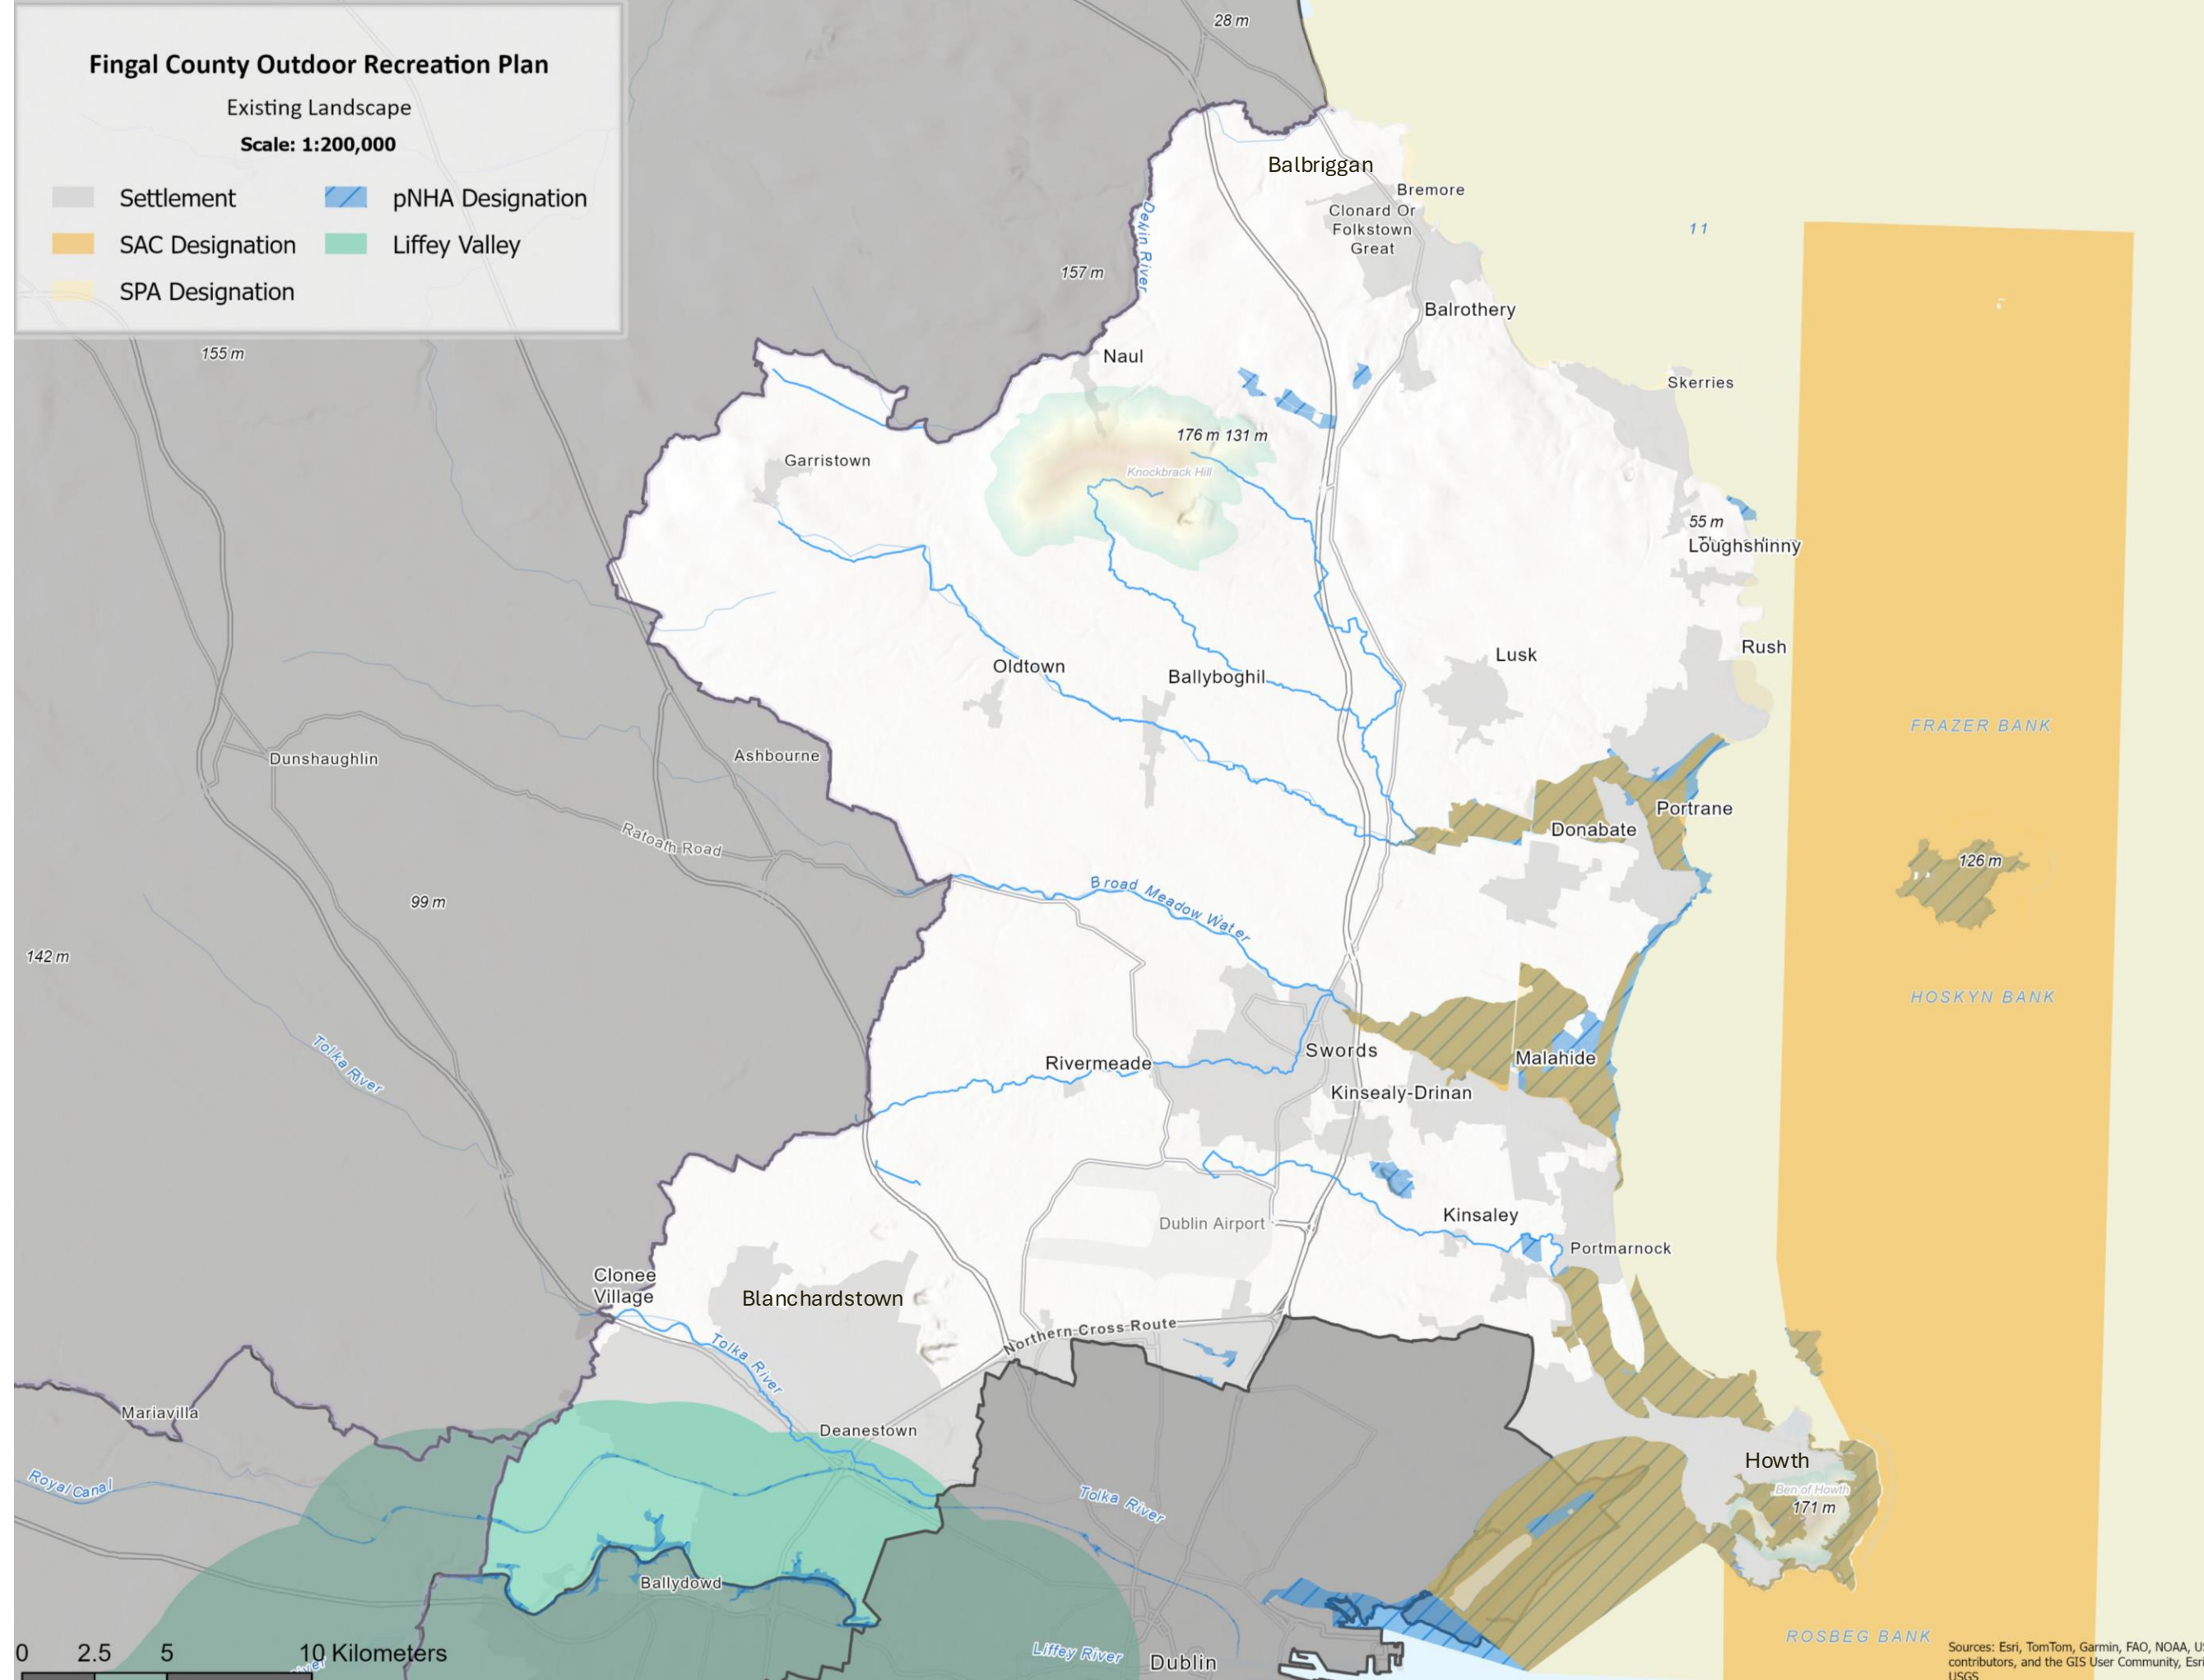 Fingal County Outdoor Recreation Plan
Existing Landscape
Scale: 1:200,000
Settlement
pNHA Designation
SAC Designation
Liffey Valley
SPA Designation
28 m
Balbriggan
Bremore
Clonard Or
Folkstown
Great
11
157 m
Balrothery
155 m
Naul
Skerries
176 m 131 m
Garristown
Knockbrack Hill
55 m
Loughshinny
Rush
Lusk
Oldtown
Ballyboghil
FRAZER BANK
Dunshaughlin
Ashbourne
Portrane
Donabate
Ratoath Road
126 m
Broad Meadow Water
99 m
142 m
HOSKYN BANK
Tolka River
Swords
Rivermeade
Malahide
Kinsealy-Drinan
Kinsaley
Dublin Airport
Portmarnock
Clonee
Village
Blanchardstown
Northern Cross Route
Tolka River
Mariavilla
Deanestown
Howth
Royal Canal
Ben of Howth
171 m
Tolka River
Ballydowd
ROSBEG BANK
0 2.5 5 10 Kilometers
Liffey River
Dublin
Sources: Esri, TomTom, Garmin, FAO, NOAA,
contributors, and the GIS User Community, Esri
USGS